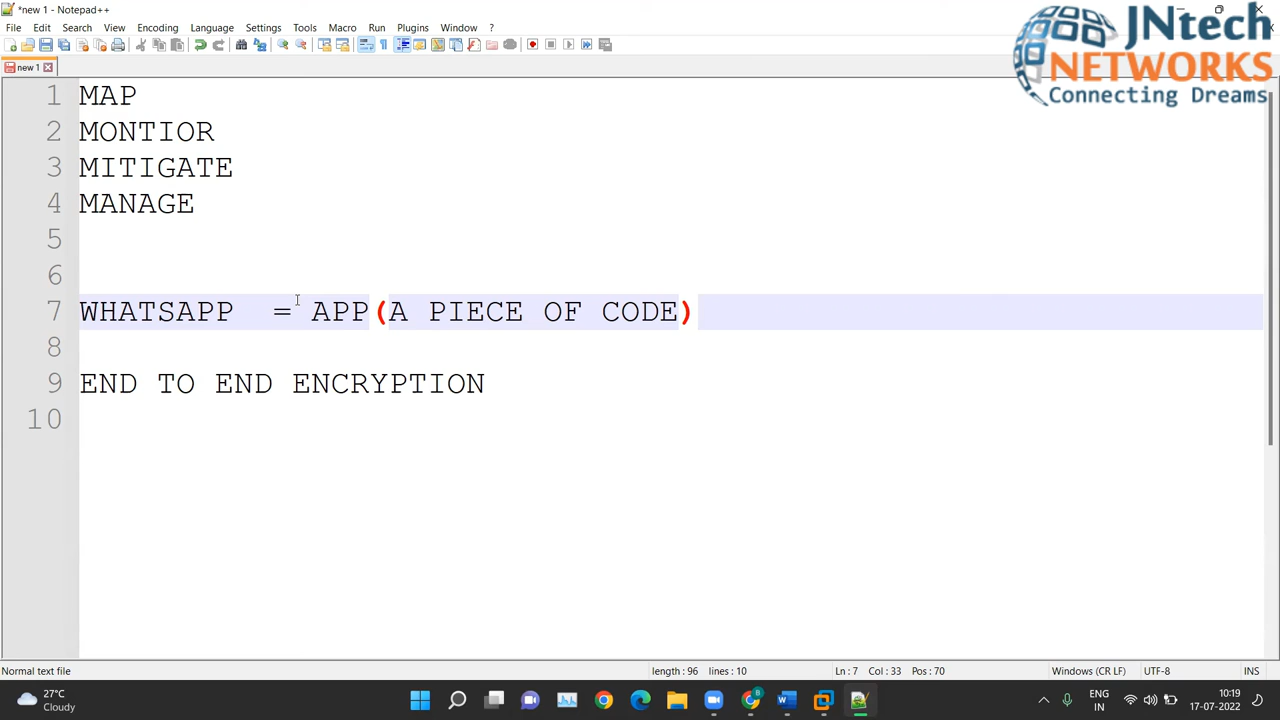 *new 1 - Notepad++
File Edit Search View Encoding Language Settings Tools Macro Run Plugins Window ?
new 1
JNtech
NETWORKS
Connecting Dreams
1 MAP
2 MONTIOR
3 MITIGATE
4 MANAGE
5
6
7 WHATSAPP = APP(A PIECE OF CODE)
8
9 END TO END ENCRYPTION
10
Normal text file length : 96 lines : 10 Ln : 7 Col : 33 Pos : 70 Windows (CR LF) UTF-8 INS
27°C
Cloudy
ENG
IN
10:19
17-07-2022